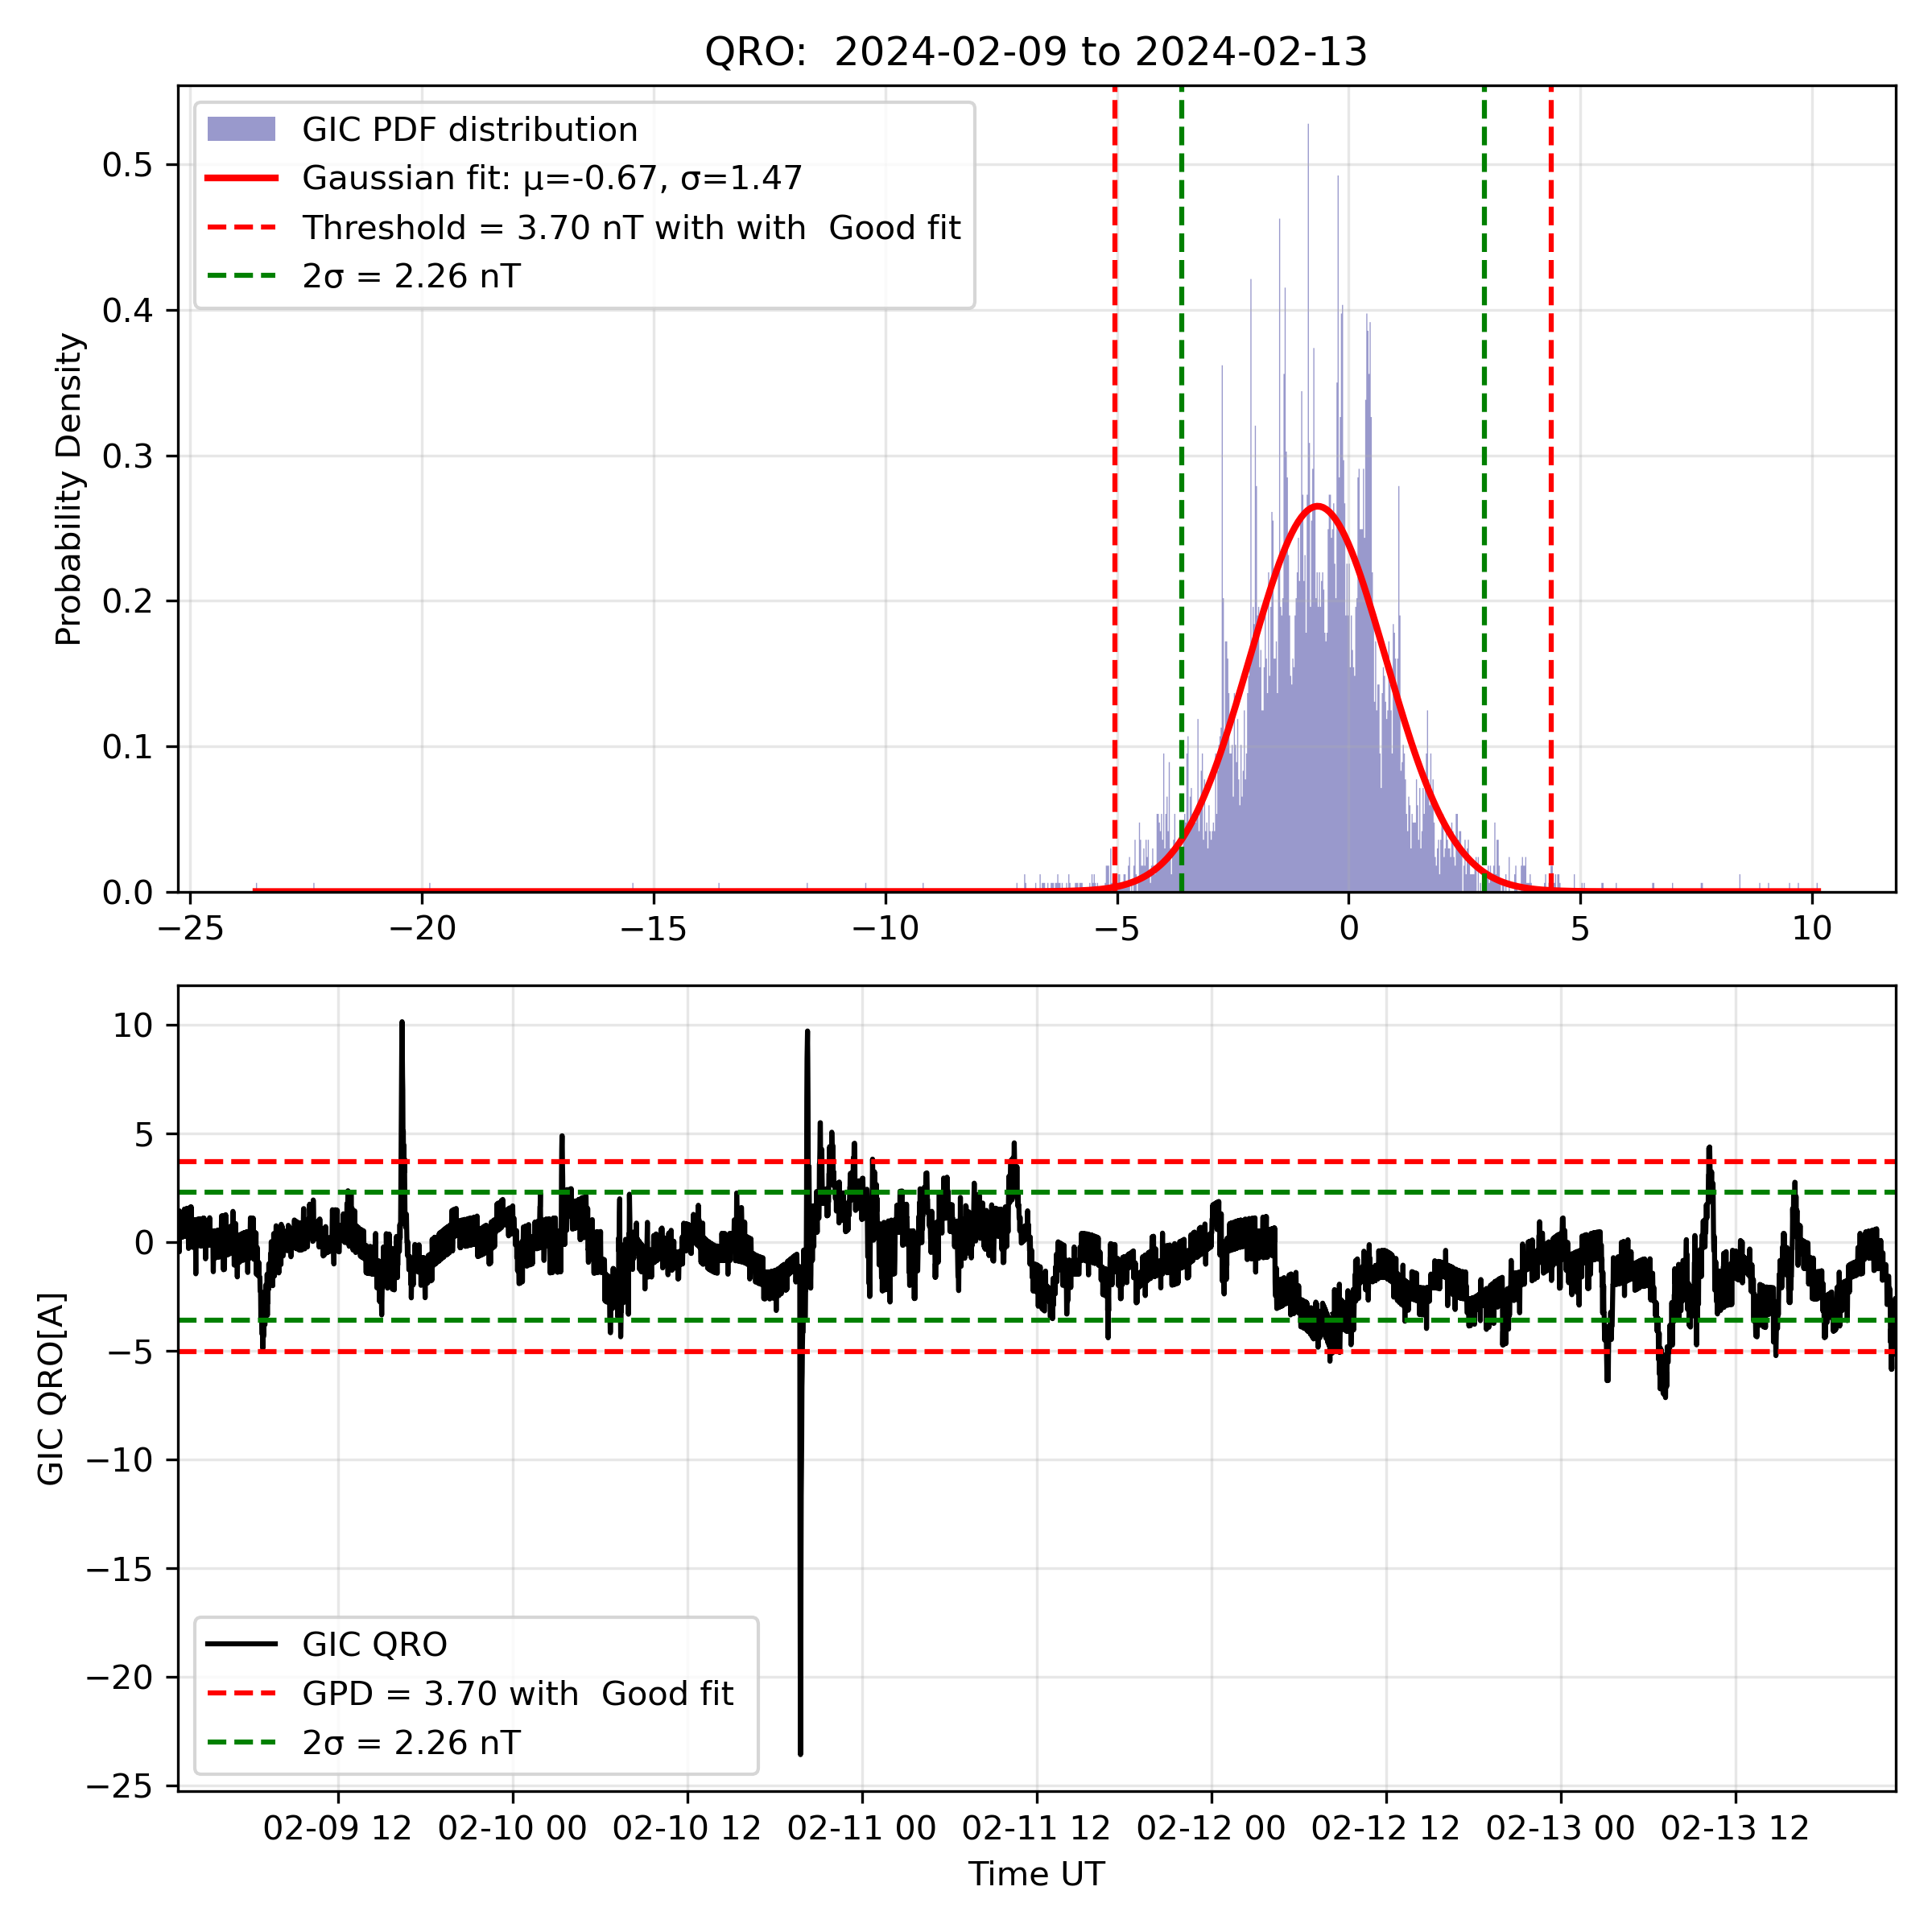 QRO:  2024-02-09 to 2024-02-13
GIC PDF distribution
Gaussian fit: μ=-0.67, σ=1.47
Threshold = 3.70 nT with with  Good fit
2σ = 2.26 nT
Probability Density
0.5
0.4
0.3
0.2
0.1
0.0
−25 −20 −15 −10 −5 0 5 10
GIC QRO[A]
10
5
0
−5
−10
−15
−20
−25
GIC QRO
GPD = 3.70 with  Good fit
2σ = 2.26 nT
02-09 12 02-10 00 02-10 12 02-11 00 02-11 12 02-12 00 02-12 12 02-13 00 02-13 12
Time UT